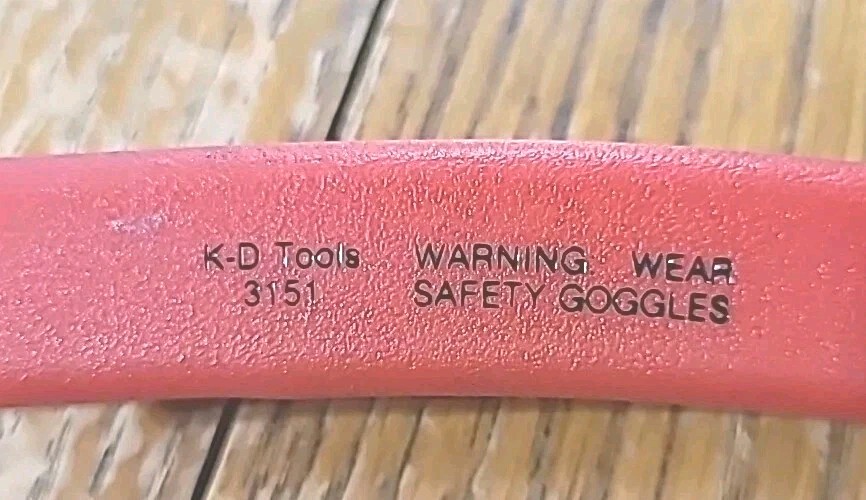 K-D Tools WARNING. WEAR
3151 SAFETY GOGGLES